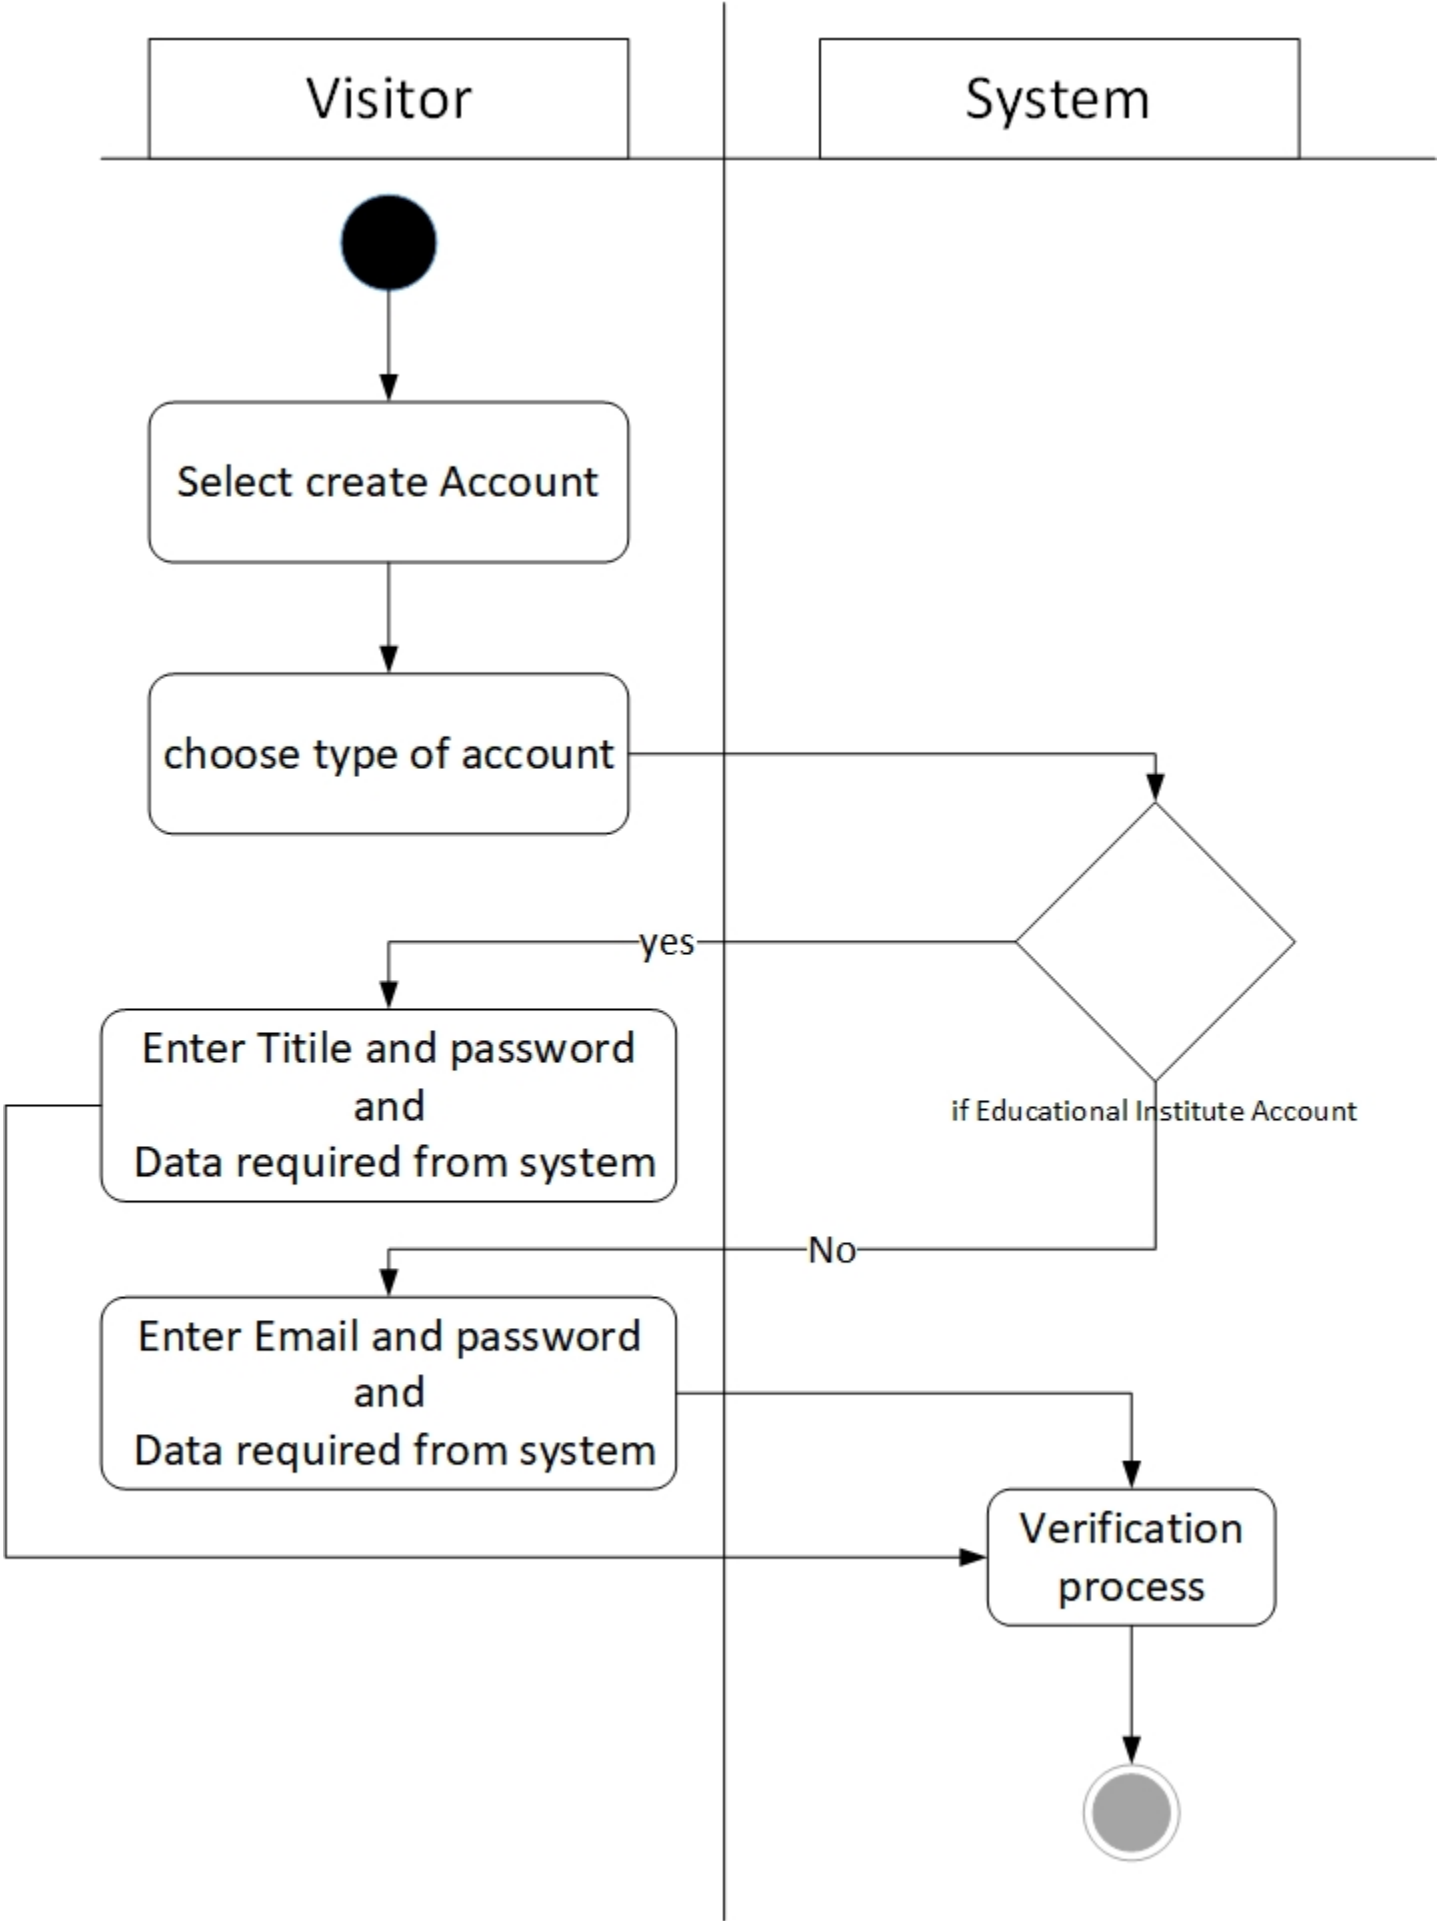 Visitor
System
Select create Account
choose type of account
yes
Enter Titile and password
and
Data required from system
if Educational Institute Account
No
Enter Email and password
and
Data required from system
Verification
process